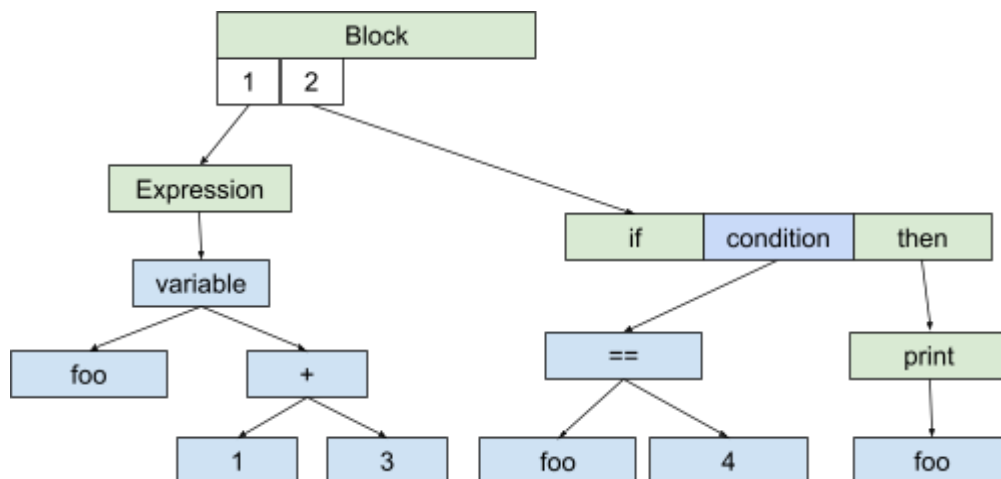 Block
1 2
Expression
if condition then
variable
foo + == print
1 3 foo 4 foo